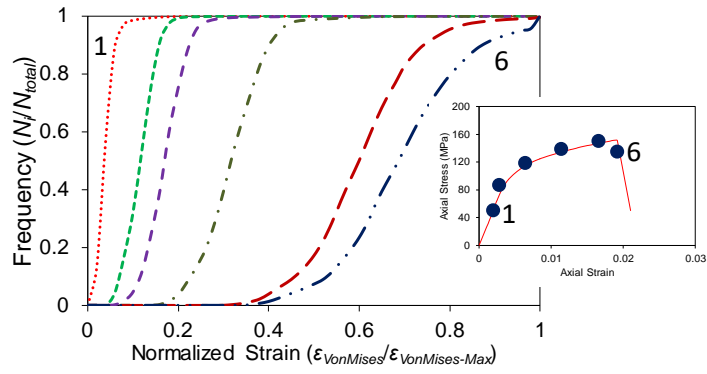 1
0.8
0.6
0.4
0.2
0
0 0.2 0.4 0.6 0.8 1
Frequency (Ni/Ntotal)
Normalized Strain (εVonMises/εVonMises-Max)
1
6
200
160
120
80
40
0
0 0.01 0.02 0.03
Axial Stress (MPa)
Axial Strain
1
6